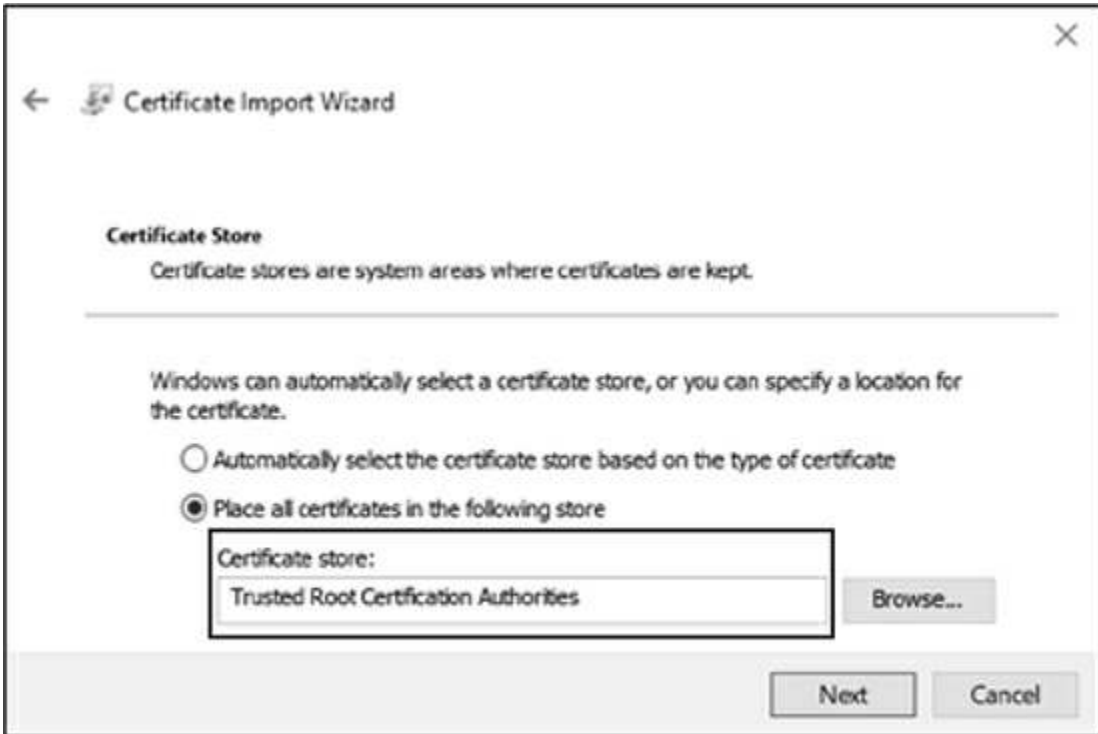 Certificate Import Wizard
Certificate Store
Certificate stores are system areas where certificates are kept.
Windows can automatically select a certificate store, or you can specify a location for
the certificate.
Automatically select the certificate store based on the type of certificate
Place all certificates in the following store
Certificate store:
Trusted Root Certification Authorities
Browse...
Next
Cancel